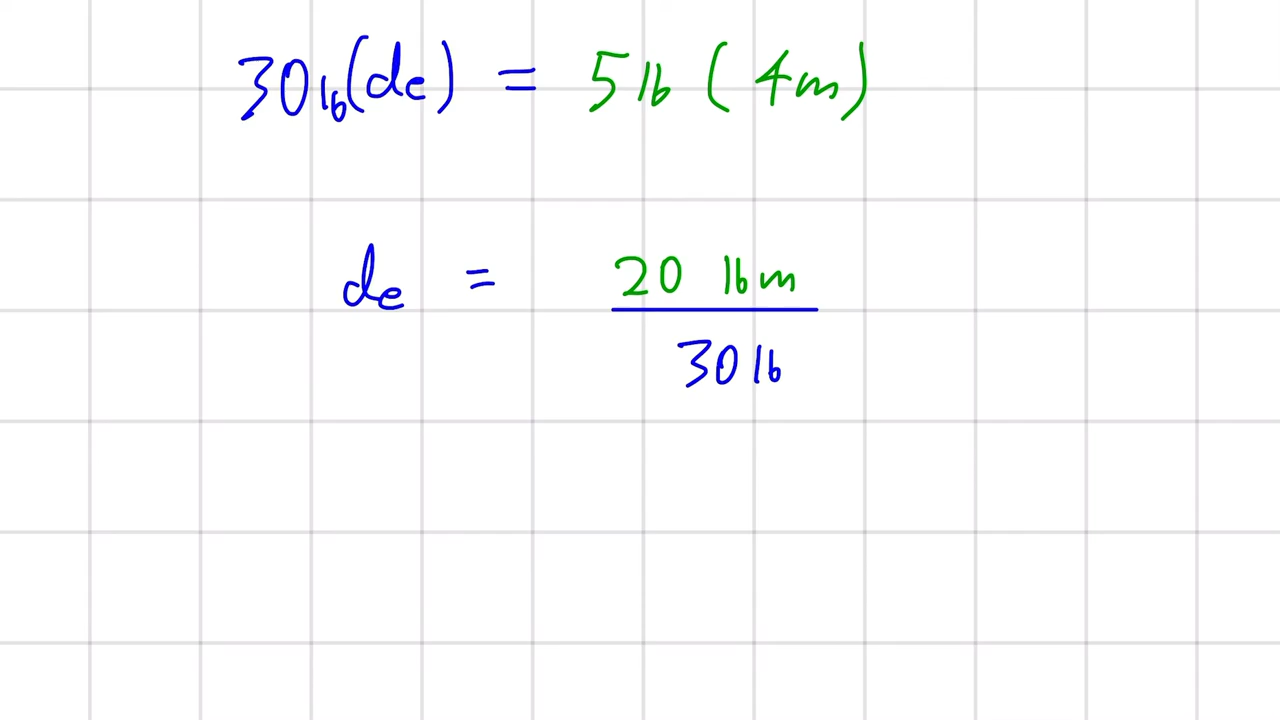 30lb(de) = 5lb (4m)
de = 20 lbm
30lb